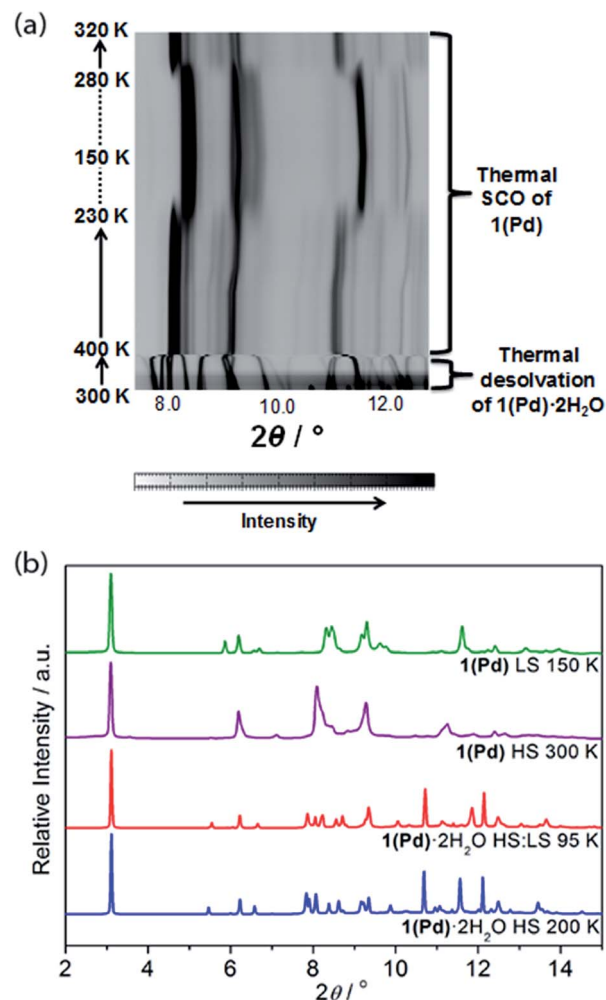 (a)
320 K
280 K
150 K
230 K
400 K
300 K
Thermal
SCO of
1(Pd)
Thermal
desolvation
of 1(Pd)·2H₂O
8.0 10.0 12.0
2θ / °
Intensity
(b)
Relative Intensity / a.u.
1(Pd) LS 150 K
1(Pd) HS 300 K
1(Pd)·2H₂O HS:LS 95 K
1(Pd)·2H₂O HS 200 K
2 4 6 8 10 12 14
2θ / °